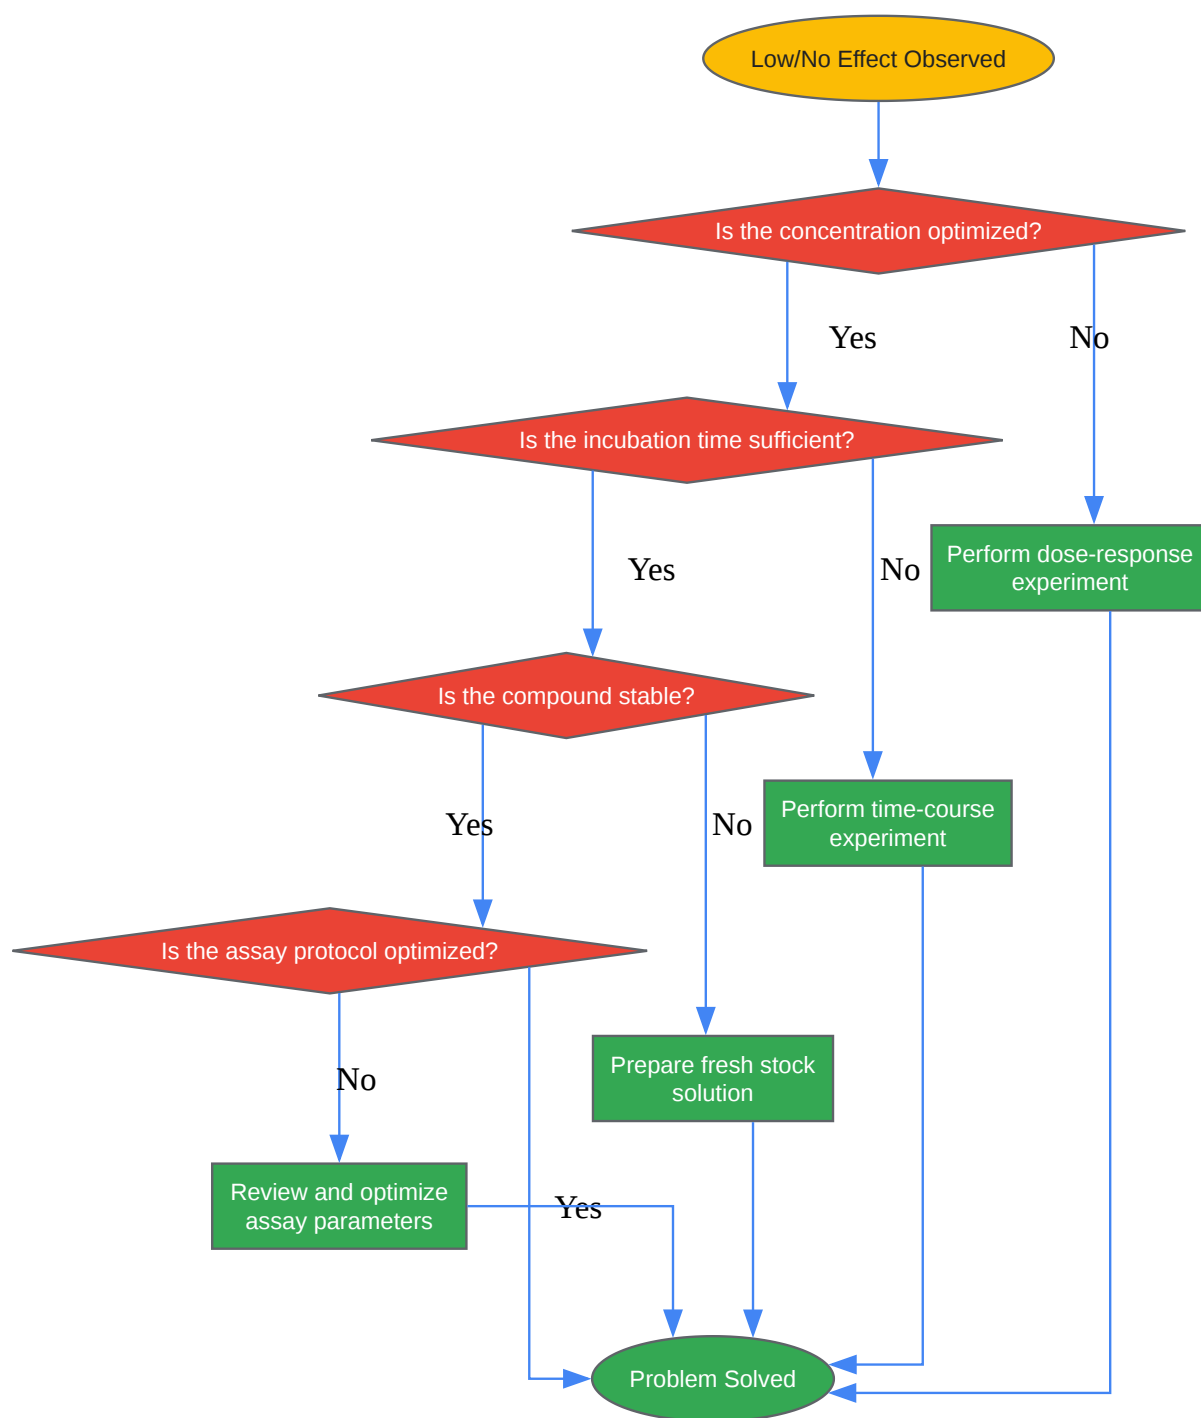 Low/No Effect Observed
Is the concentration optimized?
Yes
No
Is the incubation time sufficient?
Perform dose-response
experiment
Yes
No
Is the compound stable?
Perform time-course
experiment
Yes
No
Is the assay protocol optimized?
Prepare fresh stock
solution
No
Review and optimize
assay parameters
Yes
Problem Solved